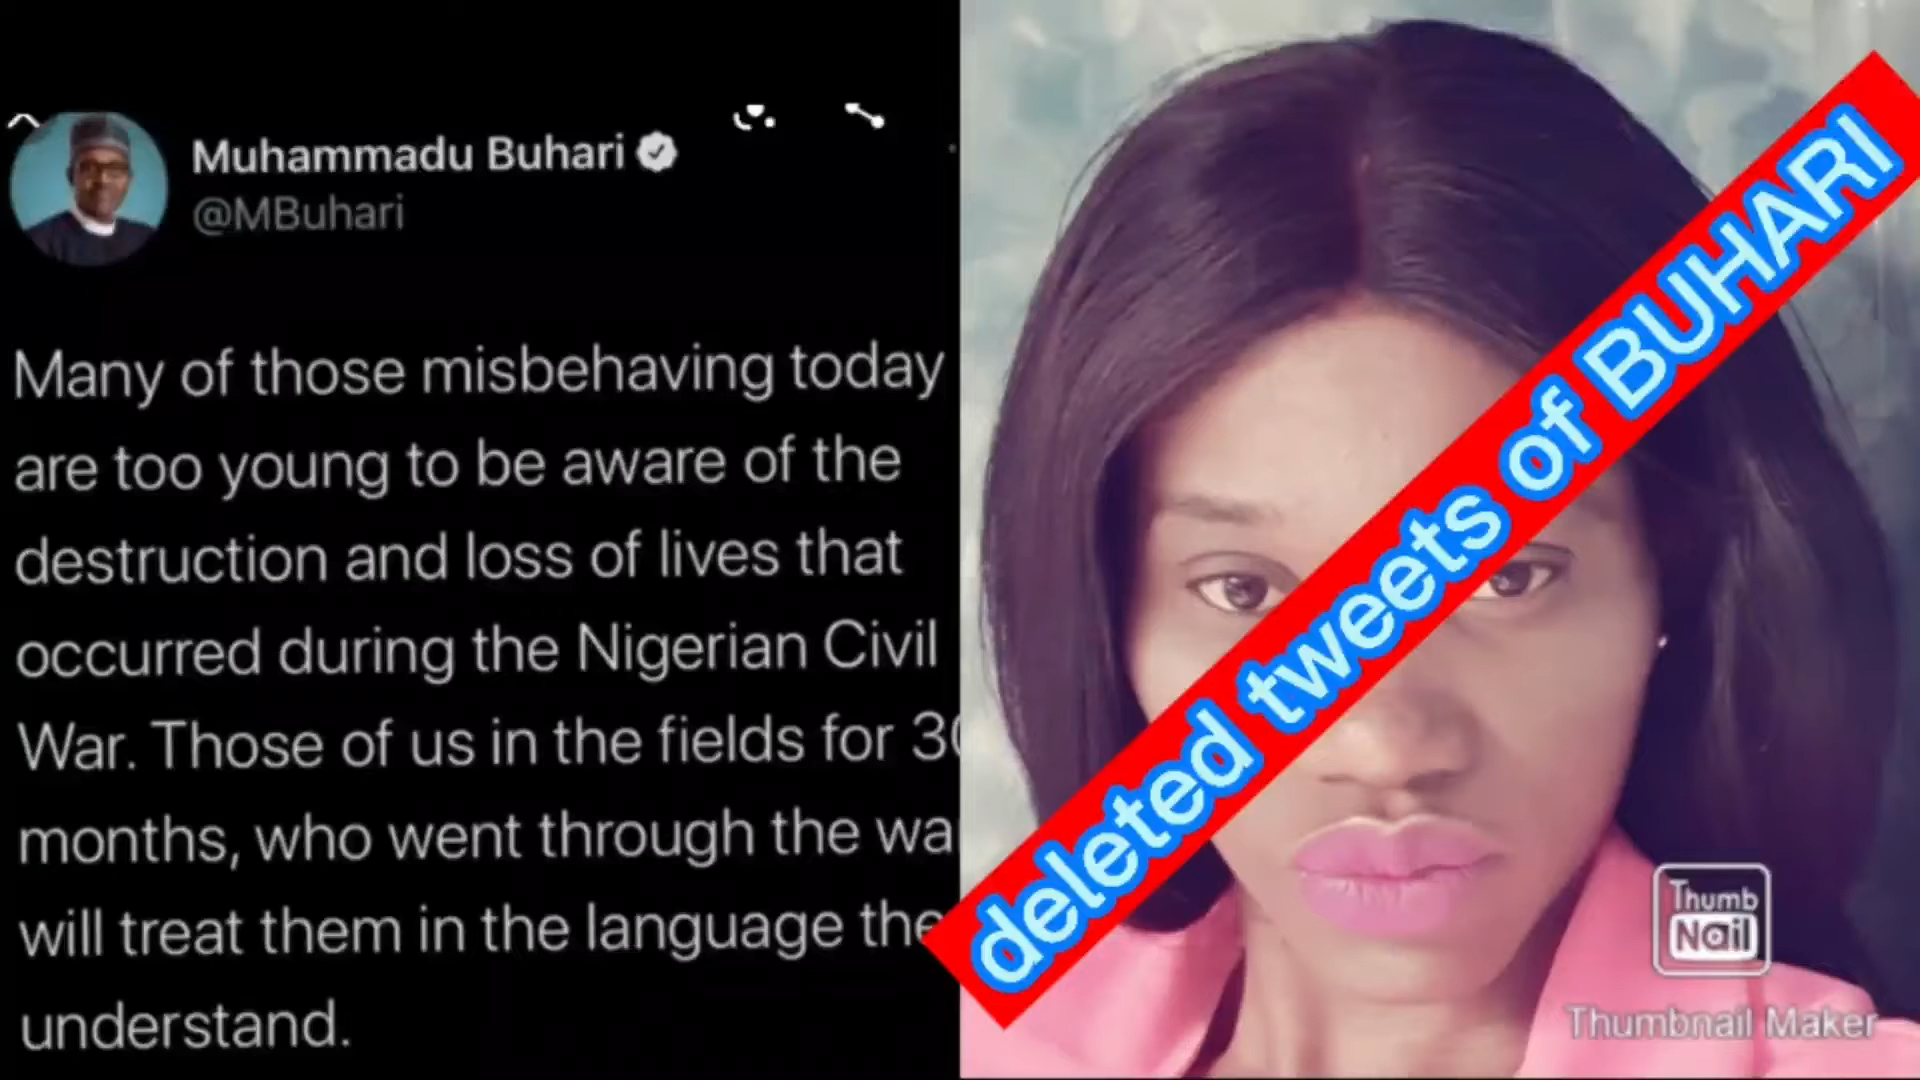 Muhammadu Buhari
@MBuhari
Many of those misbehaving today
are too young to be aware of the
destruction and loss of lives that
occurred during the Nigerian Civil
War. Those of us in the fields for
months, who went through the
will treat them in the language
understand.
deleted tweets of BUHARI
Thumb
Nail
Thumbnail Maker